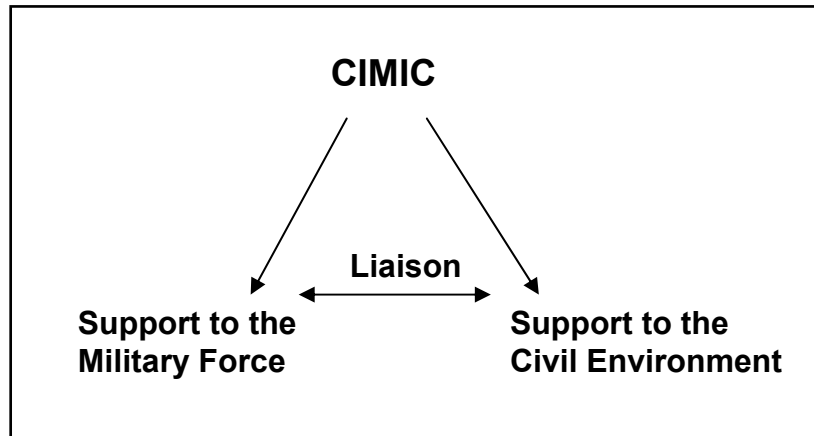 CIMIC
Liaison
Support to the
Military Force
Support to the
Civil Environment